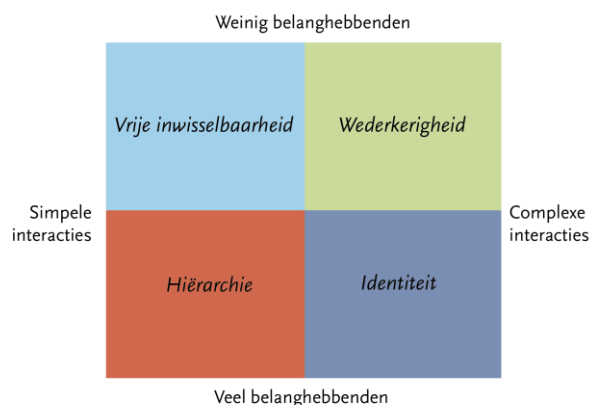 Weinig belanghebbenden
Vrije inwisselbaarheid
Wederkerigheid
Simpele
interacties
Complexe
interacties
Hiërarchie
Identiteit
Veel belanghebbenden